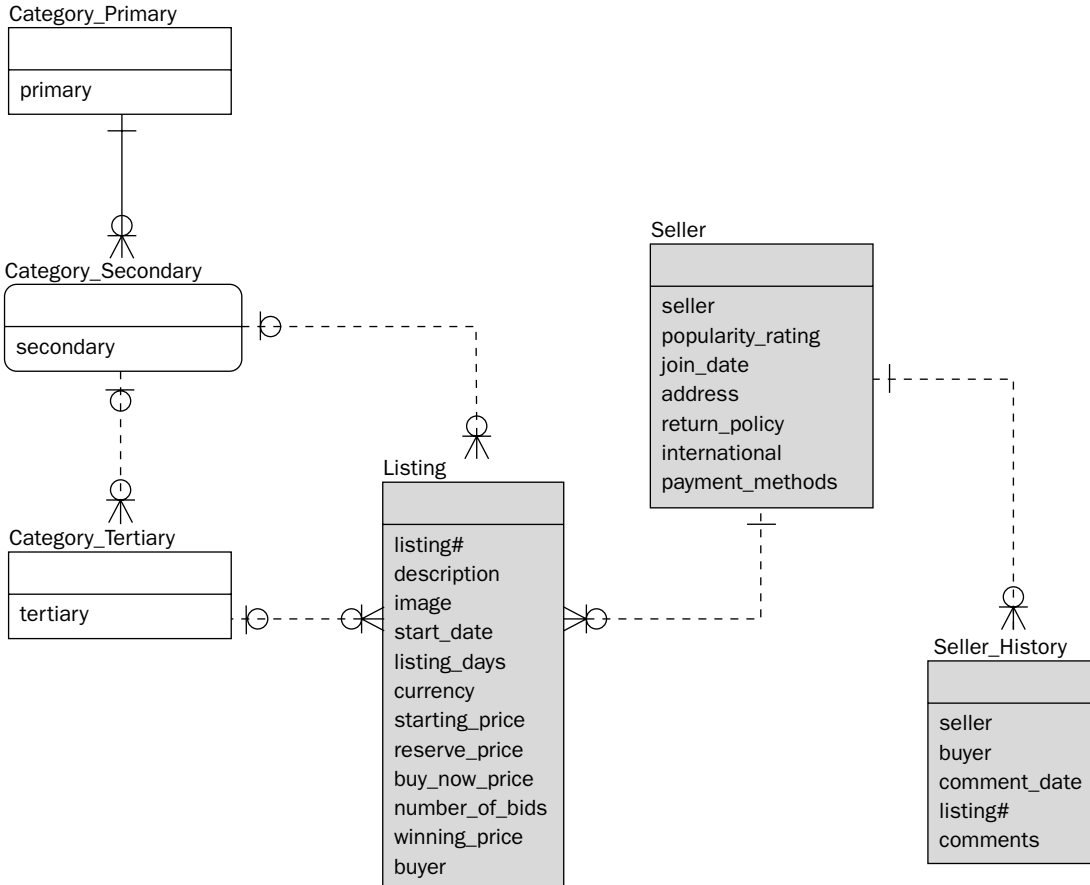 Category_Primary
primary
Category_Secondary
secondary
Category_Tertiary
tertiary
Listing
listing#
description
image
start_date
listing_days
currency
starting_price
reserve_price
buy_now_price
number_of_bids
winning_price
buyer
Seller
seller
popularity_rating
join_date
address
return_policy
international
payment_methods
Seller_History
seller
buyer
comment_date
listing#
comments